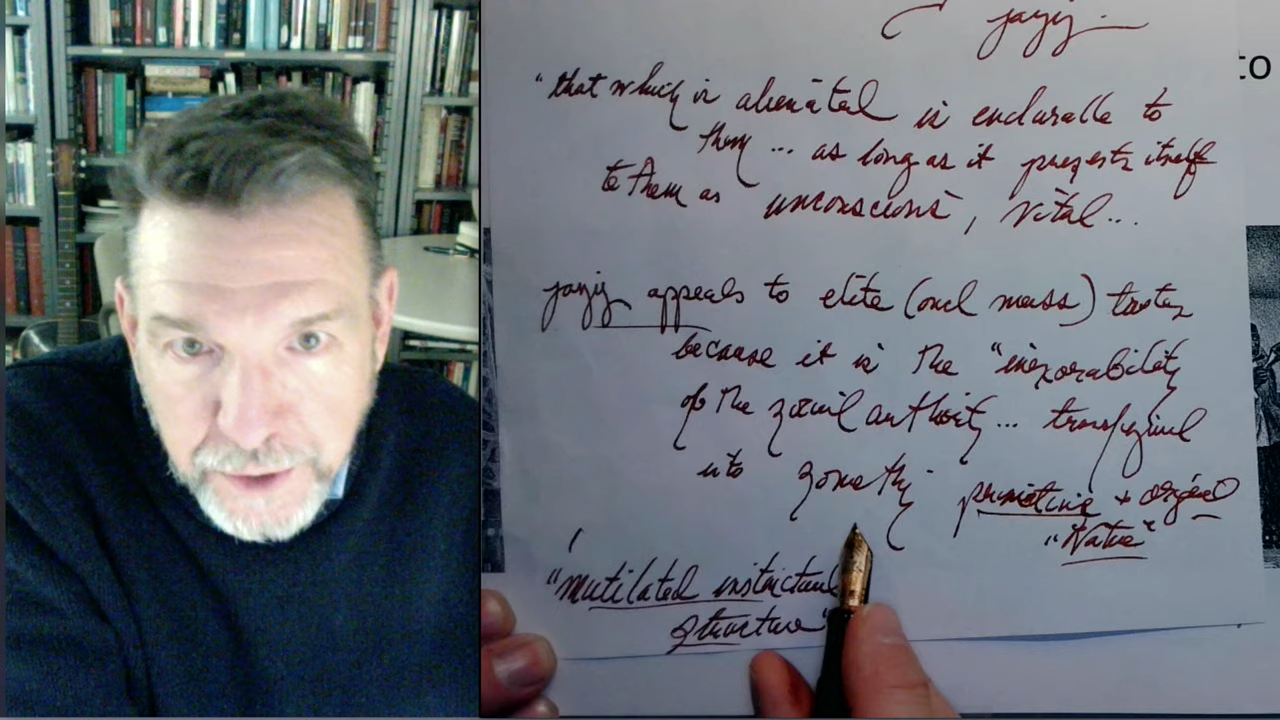 jazz.
"that which is alienated is endurable to
them ... as long as it presents itself
to them as unconscious, vital...
jazz appeals to elite (and mass) tastes
because it is the "inexorability
of the social authority... transfigured
into something primitive + original
"Nature"
"mutilated instinctual
structure"
to